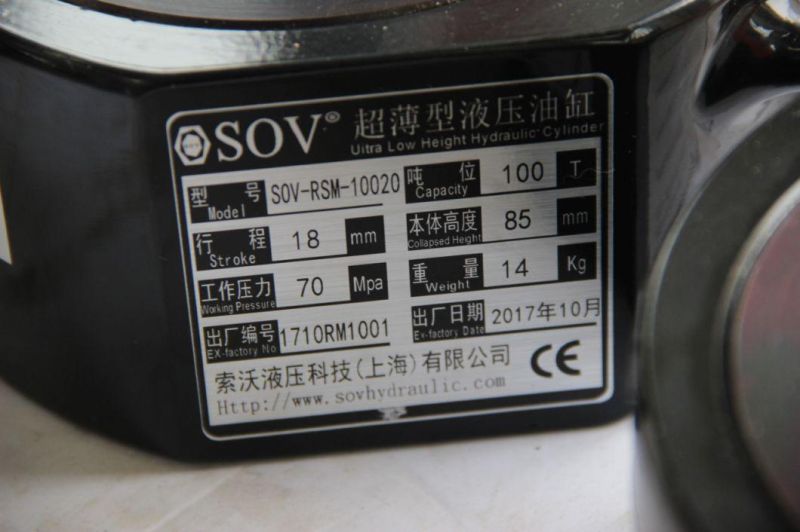 SOV® 超薄型液压油缸
Uitra Low Height Hydraulic Cylinder
型 号 Model SOV-RSM-10020 吨 位 Capacity 100 T
行 程 Stroke 18 mm 本体高度 Collapsed Height 85 mm
工作压力 Working Pressure 70 Mpa 重 量 Weight 14 Kg
出厂编号 EX-factory No 1710RM1001 出厂日期 Ex-factory Date 2017年10月
索沃液压科技(上海)有限公司 CE
Http://www.sovhydraulic.com